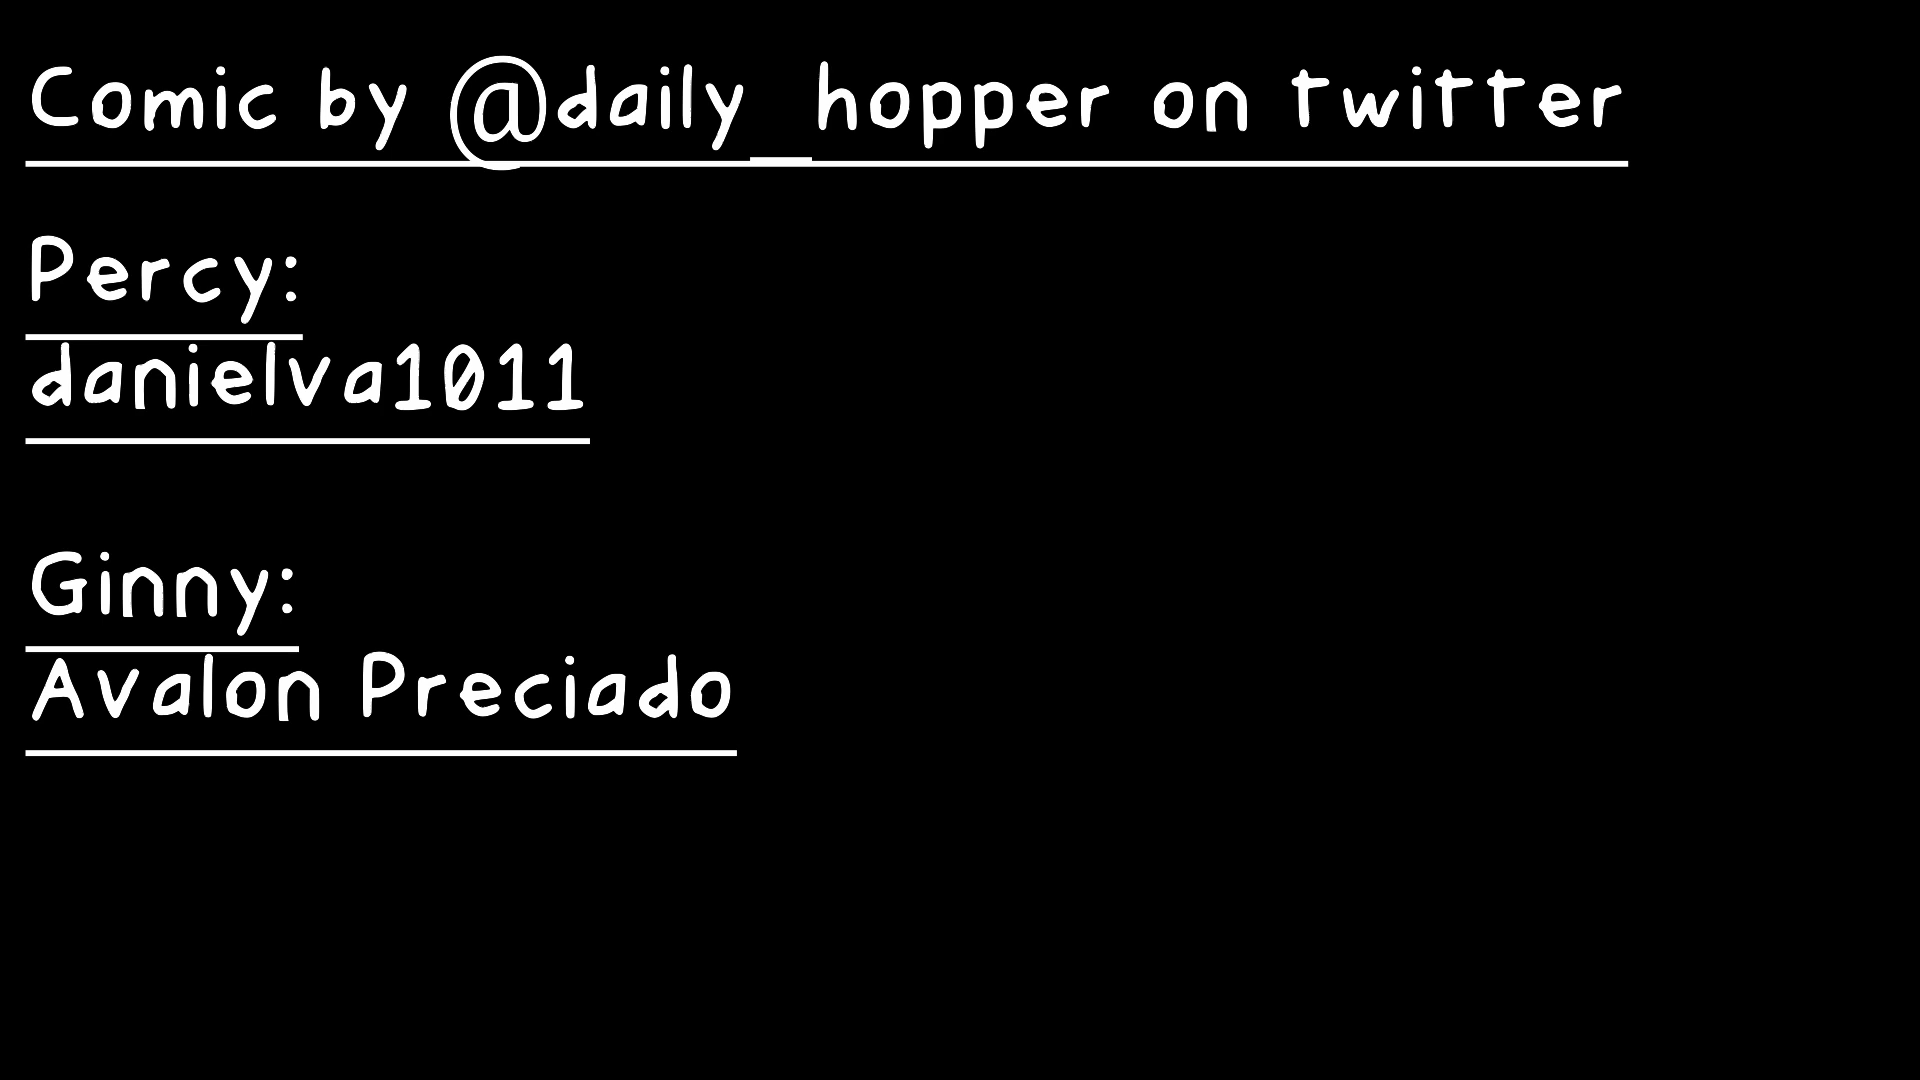 Comic by @daily_hopper on twitter
Percy:
danielva1011
Ginny:
Avalon Preciado